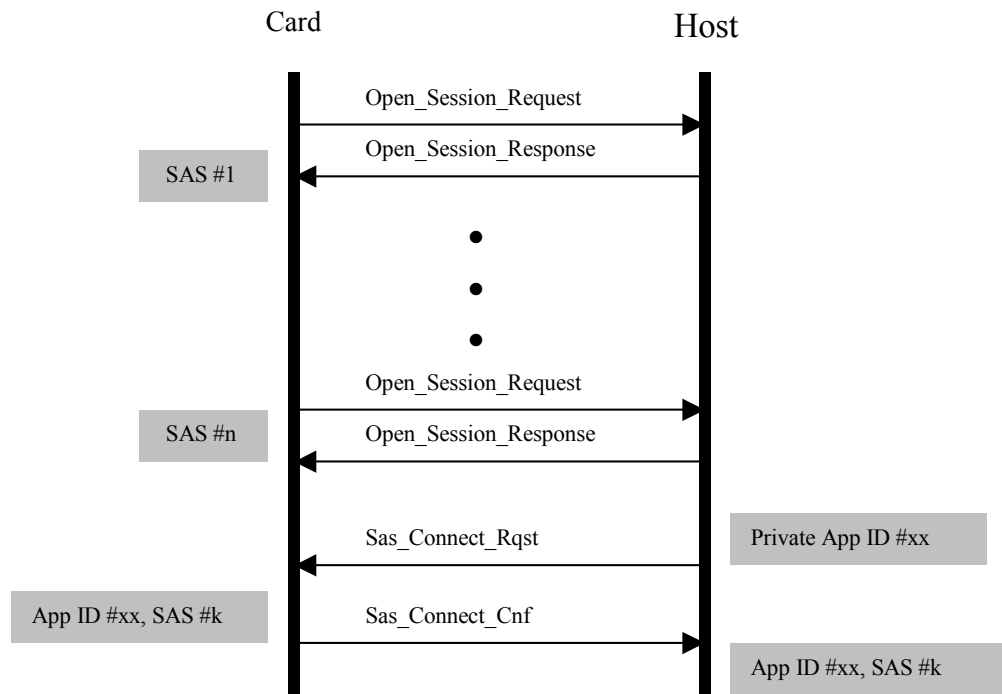 Card
Host
Open_Session_Request
Open_Session_Response
SAS #1
Open_Session_Request
SAS #n
Open_Session_Response
Sas_Connect_Rqst
Private App ID #xx
App ID #xx, SAS #k
Sas_Connect_Cnf
App ID #xx, SAS #k